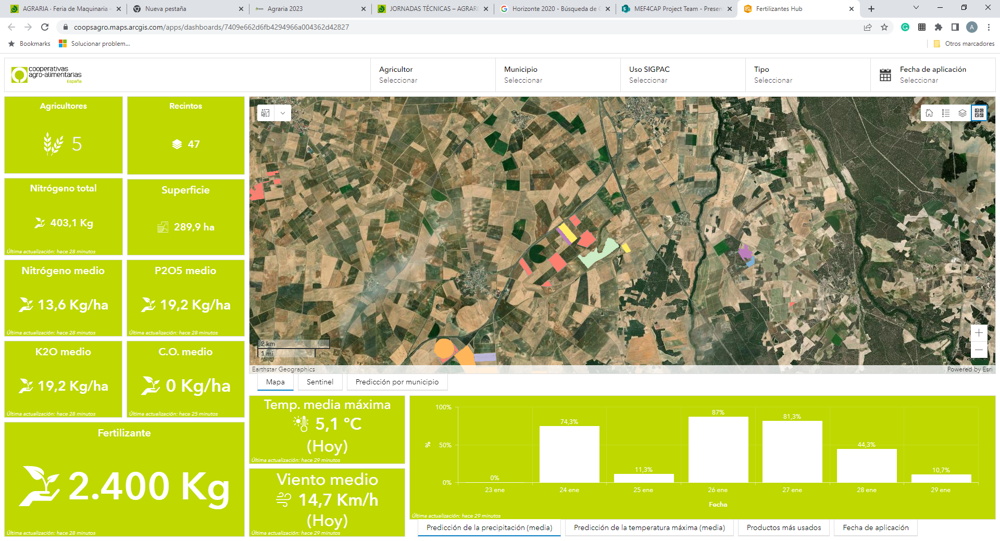 AGRARIA · Feria de Maquinaria -
Nueva pestaña
Agraria 2023
JORNADAS TÉCNICAS – AGRARI
Horizonte 2020 - Búsqueda de G
MEF4CAP Project Team - Presen
Fertilizantes Hub
coopsagro.maps.arcgis.com/apps/dashboards/7409e662d6fb4294966a004362d42827
A
Bookmarks
Solucionar problem...
Otros marcadores
cooperativas
agro-alimentarias
España
Agricultor
Seleccionar
Municipio
Seleccionar
Uso SIGPAC
Seleccionar
Tipo
Seleccionar
Fecha de aplicación
Seleccionar
Agricultores
5
Recintos
47
Nitrógeno total
403,1 Kg
Última actualización: hace 28 minutos
Superficie
289,9 ha
Nitrógeno medio
13,6 Kg/ha
Última actualización: hace 28 minutos
P2O5 medio
19,2 Kg/ha
Última actualización: hace 28 minutos
K2O medio
19,2 Kg/ha
Última actualización: hace 28 minutos
C.O. medio
0 Kg/ha
Última actualización: hace 25 minutos
Fertilizante
2.400 Kg
Última actualización: hace 28 minutos
2 km
1 mi
Earthstar Geographics
Powered by Esri
Mapa
Sentinel
Predicción por municipio
Temp. media máxima
5,1 ºC
(Hoy)
Última actualización: hace 29 minutos
Viento medio
14,7 Km/h
(Hoy)
Última actualización: hace 29 minutos
%
100%
50%
0%
0%
74,3%
11,3%
87%
81,3%
44,3%
10,7%
23 ene
24 ene
25 ene
26 ene
27 ene
28 ene
29 ene
Fecha
Última actualización: hace 29 minutos
Predicción de la precipitación (media)
Predicción de la temperatura máxima (media)
Productos más usados
Fecha de aplicación